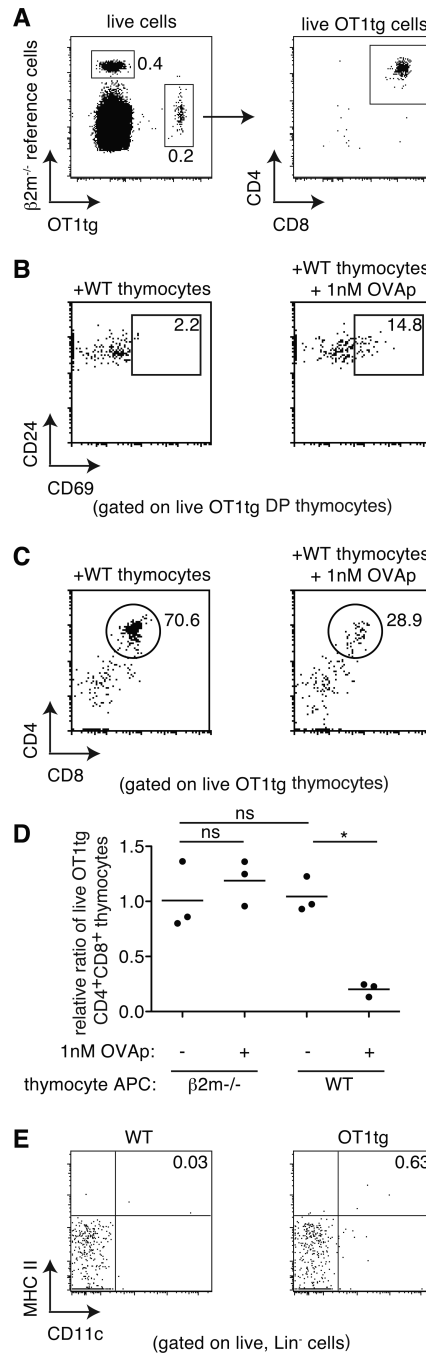 A
live cells
live OT1tg cells
0.4
0.2
β2m-/- reference cells
OT1tg
CD4
CD8
B
+WT thymocytes
+WT thymocytes
+ 1nM OVAp
2.2
14.8
CD24
CD69
(gated on live OT1tg DP thymocytes)
C
+WT thymocytes
+WT thymocytes
+ 1nM OVAp
70.6
28.9
CD4
CD8
(gated on live OT1tg thymocytes)
D
relative ratio of live OT1tg
CD4+CD8+ thymocytes
ns
ns
*
1.5
1.0
0.5
0.0
1nM OVAp: - + - +
thymocyte APC: β2m-/- WT
E
WT
OT1tg
0.03
0.63
MHC II
CD11c
(gated on live, Lin- cells)